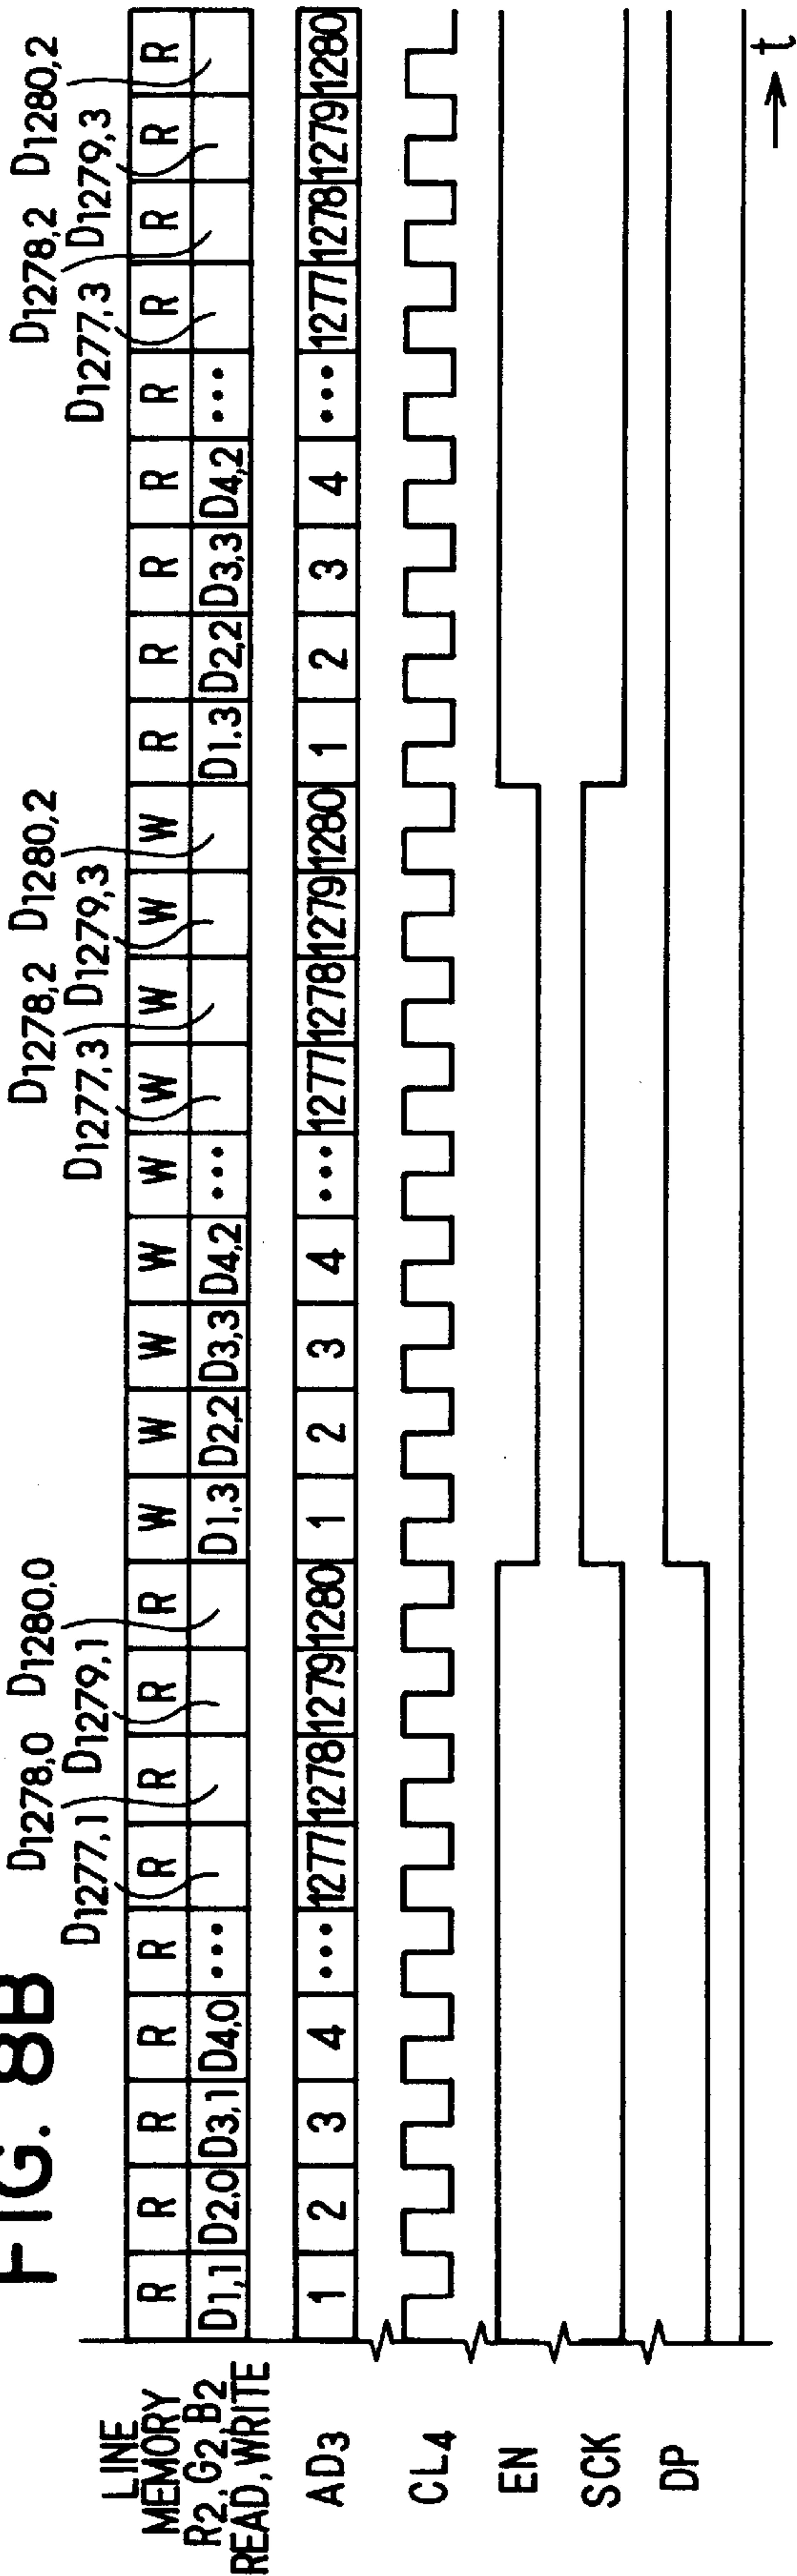 FIG. 8B
D1277,1 D1278,0 D1279,1 D1280,0 D1277,3 D1278,2 D1279,3 D1280,2 D1277,3 D1278,2 D1279,3 D1280,2
LINE MEMORY R2,G2,B2 READ,WRITE
R R R R R R R R R W W W W W W W W W R R R R R R R R R
D1,1 D2,0 D3,1 D4,0 ••• D1,3 D2,2 D3,3 D4,2 ••• D1.3 D2,2 D3,3 D4,2 •••
AD3 1 2 3 4 ••• 1277 1278 1279 1280 1 2 3 4 ••• 1277 1278 1279 1280 1 2 3 4 ••• 1277 1278 1279 1280
CL4
EN
SCK
DP
→ t